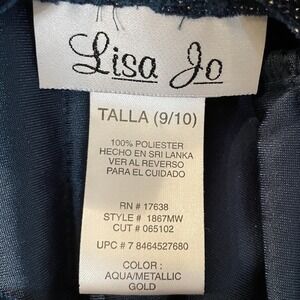 Lisa Jo
TALLA (9/10)
100% POLIESTER
HECHO EN SRI LANKA
VER AL REVERSO
PARA EL CUIDADO
RN # 17638
STYLE # 1867MW
CUT # 065102
UPC # 7 8464527680
COLOR :
AQUA/METALLIC
GOLD